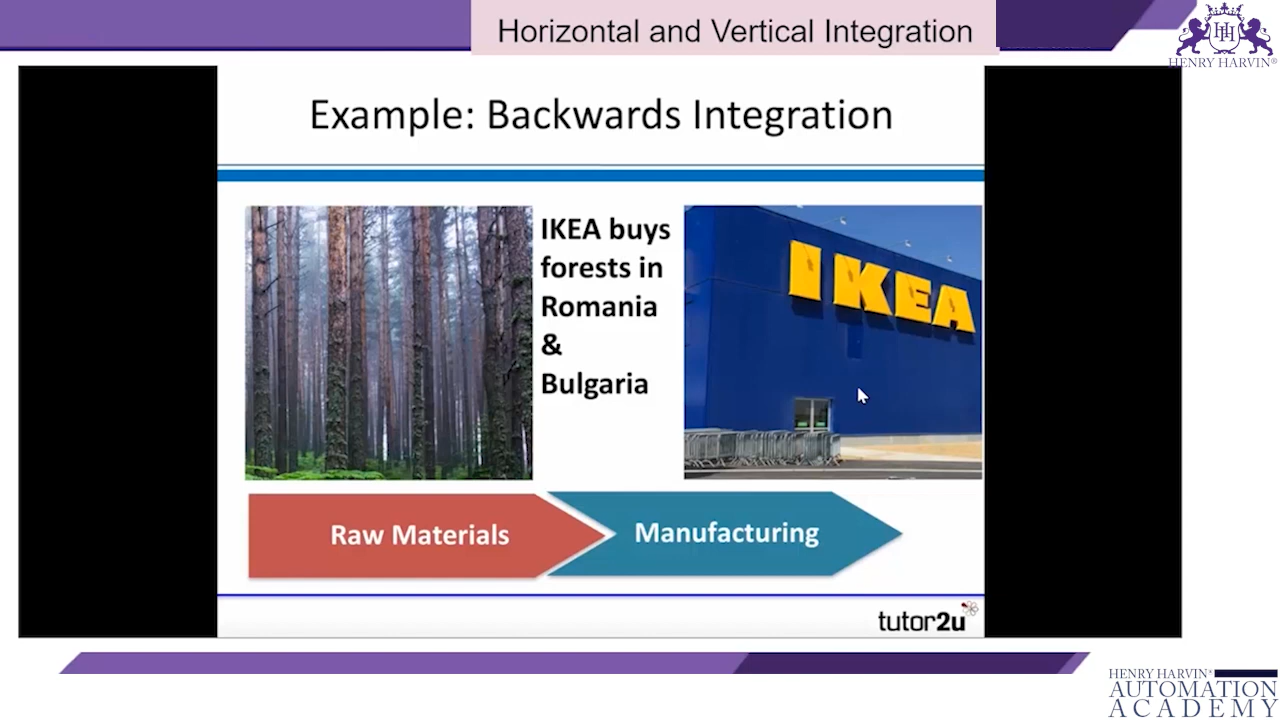 Horizontal and Vertical Integration
HENRY HARVIN®
Example: Backwards Integration
IKEA buys
forests in
Romania
&
Bulgaria
IKEA
Raw Materials
Manufacturing
tutor2u
HENRY HARVIN®
AUTOMATION
ACADEMY